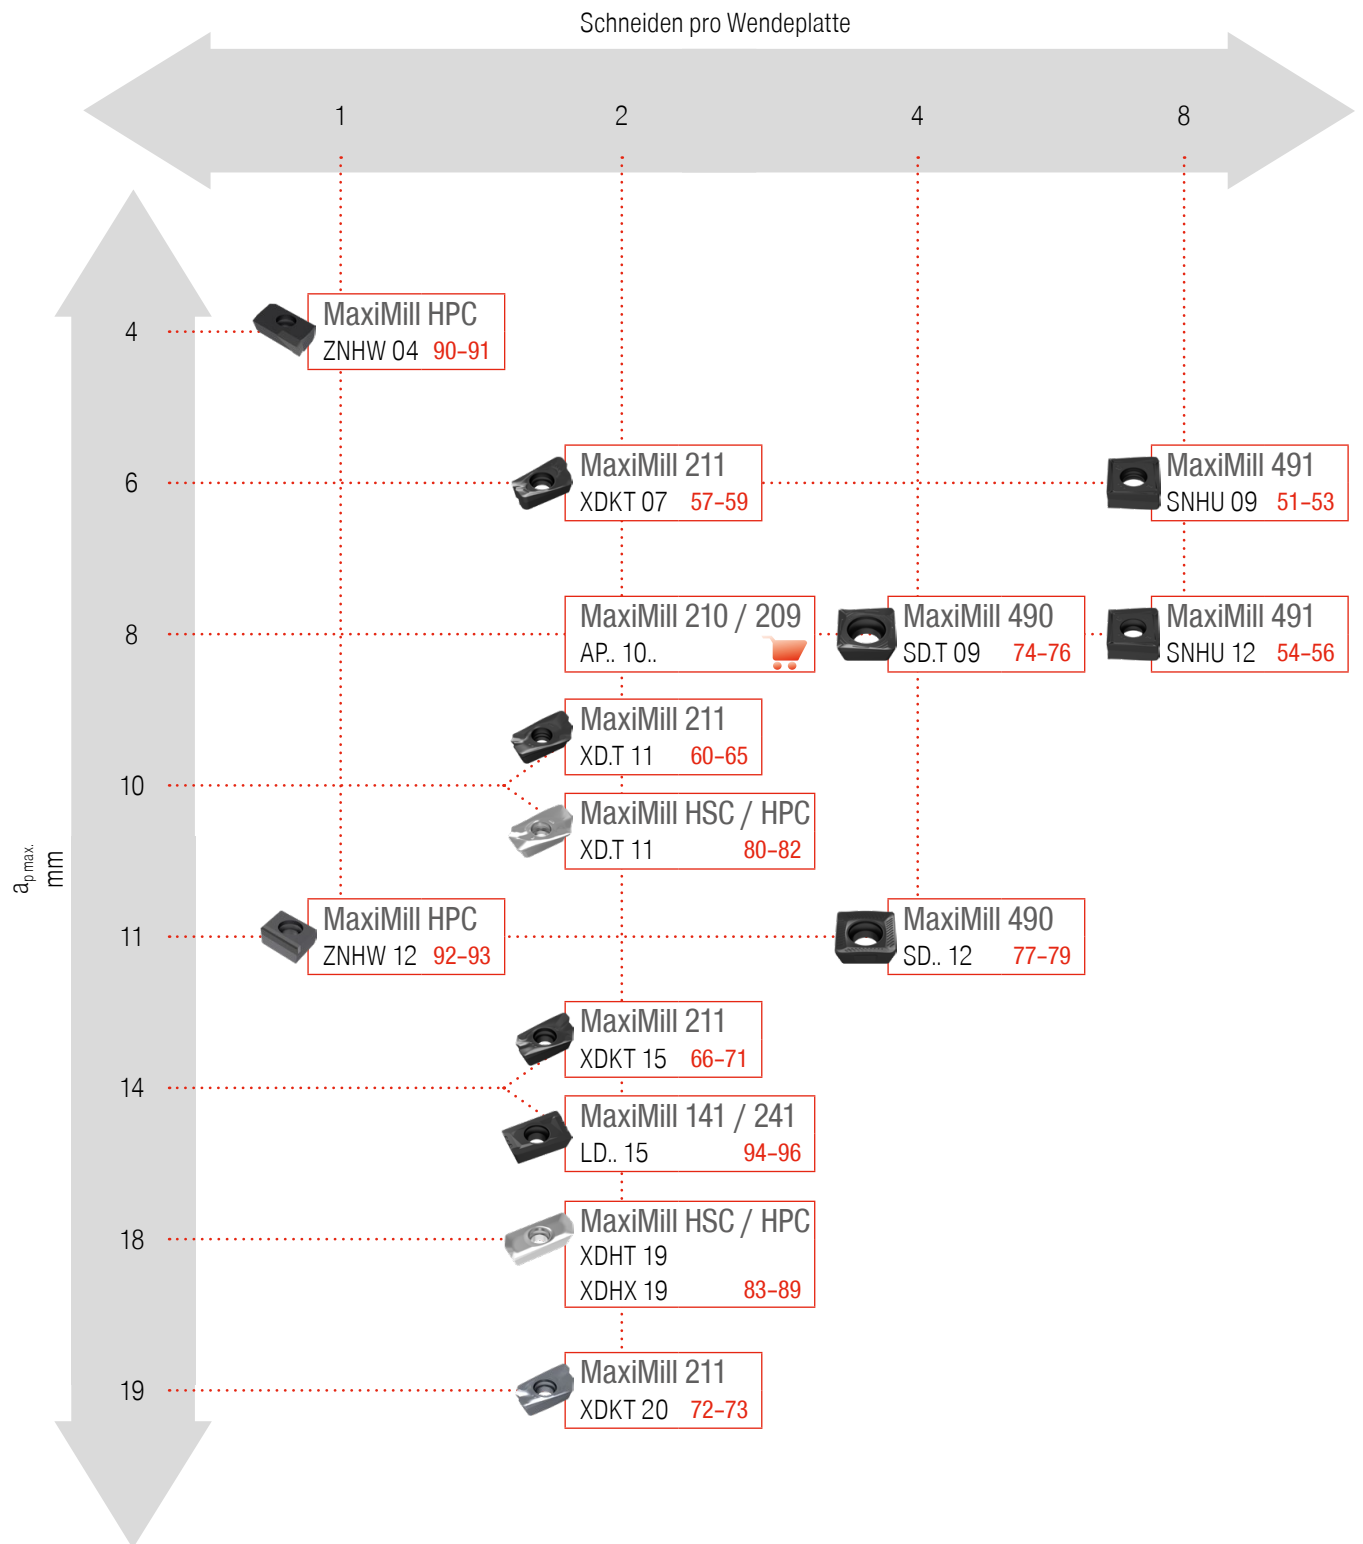 Schneiden pro Wendeplatte
1 2 4 8
4
MaxiMill HPC
ZNHW 04 90–91
6
MaxiMill 211
XDKT 07 57–59
MaxiMill 491
SNHU 09 51–53
8
MaxiMill 210 / 209
AP.. 10..
MaxiMill 490
SD.T 09 74–76
MaxiMill 491
SNHU 12 54–56
10
MaxiMill 211
XD.T 11 60–65
MaxiMill HSC / HPC
XD.T 11 80–82
ap max.
mm
11
MaxiMill HPC
ZNHW 12 92–93
MaxiMill 490
SD.. 12 77–79
14
MaxiMill 211
XDKT 15 66–71
MaxiMill 141 / 241
LD.. 15 94–96
18
MaxiMill HSC / HPC
XDHT 19
XDHX 19 83–89
19
MaxiMill 211
XDKT 20 72–73